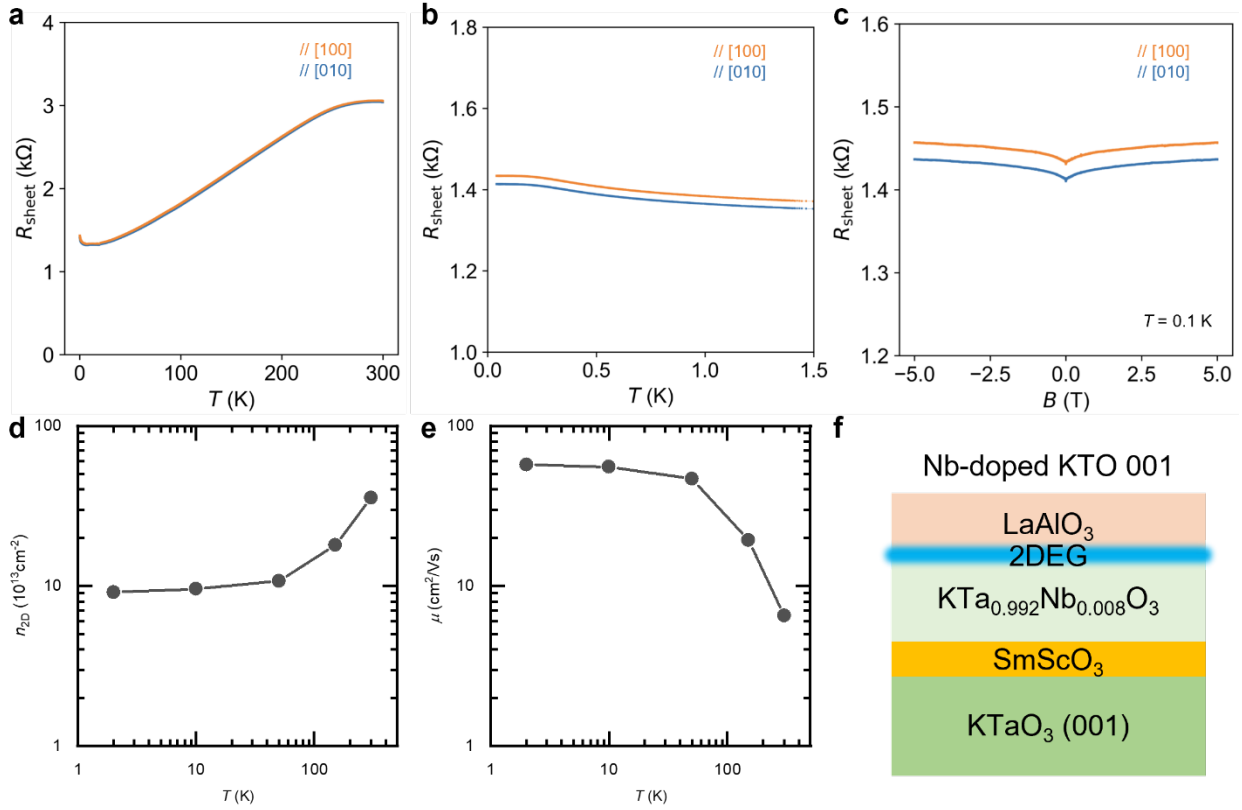 a
4
3
2
1
0
R_sheet (kΩ)
// [100]
// [010]
0 100 200 300
T (K)
b
1.8
1.6
1.4
1.2
1.0
R_sheet (kΩ)
// [100]
// [010]
0.0 0.5 1.0 1.5
T (K)
c
1.6
1.5
1.4
1.3
1.2
R_sheet (kΩ)
// [100]
// [010]
T = 0.1 K
−5.0 −2.5 0.0 2.5 5.0
B (T)
d
100
10
1
n_2D (10¹³cm⁻²)
1 10 100
T (K)
e
100
10
1
μ (cm²/Vs)
1 10 100
T (K)
f
Nb-doped KTO 001
LaAlO₃
2DEG
KTa₀.₉₉₂Nb₀.₀₀₈O₃
SmScO₃
KTaO₃ (001)